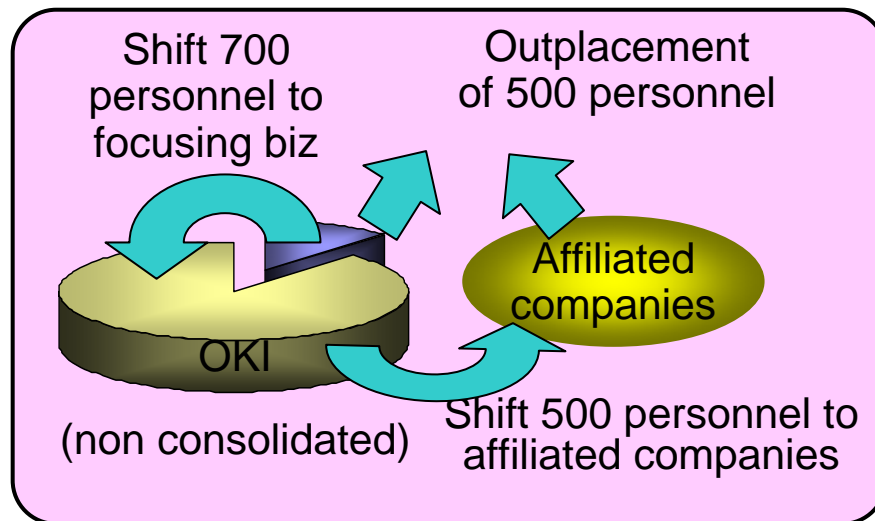 Shift 700
personnel to
focusing biz
Outplacement
of 500 personnel
Affiliated
companies
OKI
(non consolidated)
Shift 500 personnel to
affiliated companies